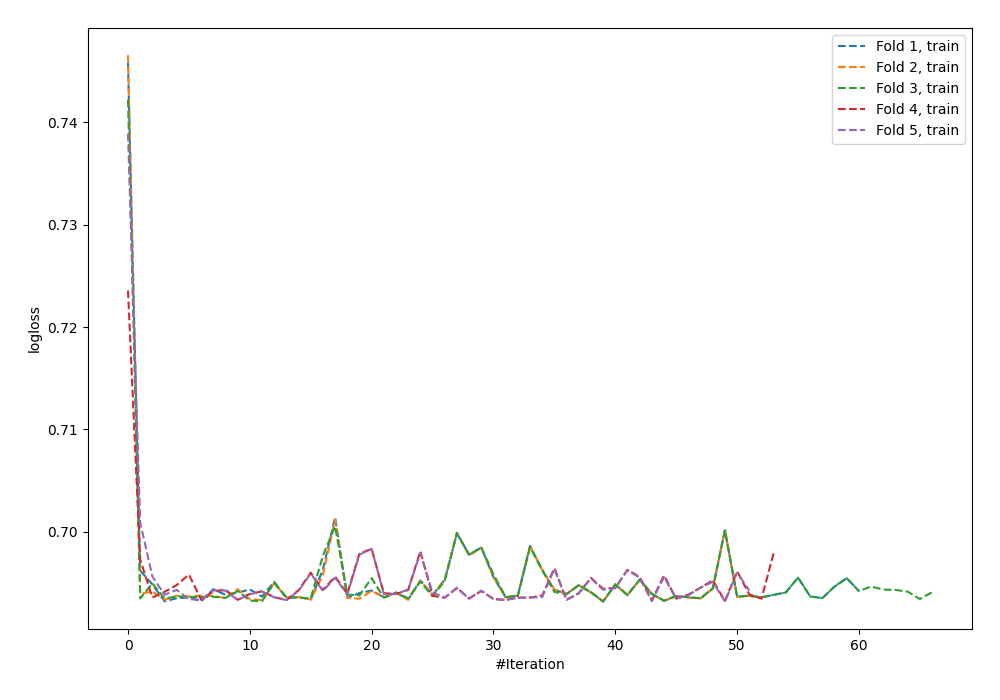 Fold 1, train
Fold 2, train
Fold 3, train
Fold 4, train
Fold 5, train
0.74
0.73
0.72
0.71
0.70
logloss
0 10 20 30 40 50 60
#Iteration